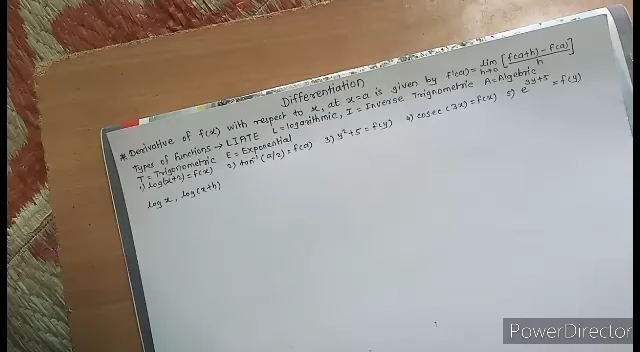 Differentiation
* Derivative of f(x) with respect to x, at x=a is given by f'(a) = lim h→0 [f(a+h) - f(a)] / h
Types of Functions → LIATE L = logarithmic, I = Inverse Trignometric A = Algebric
T = Trigonometric E = Exponential
1) log(x+2) = f(x) 2) tan⁻¹(a/2) = f(a) 3) y²+5 = f(y) 4) cosec(3x) = f(x) 5) e^3y+5 = f(y)
log x, log(x+h)
PowerDirector